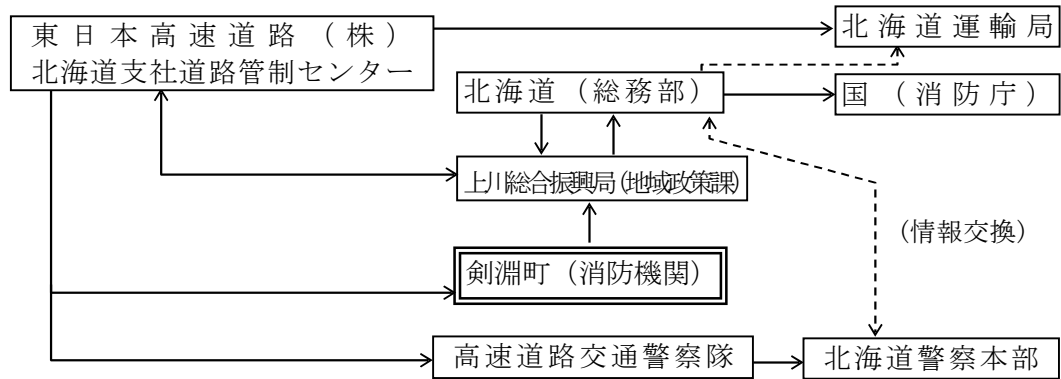 東日本高速道路（株）
北海道支社道路管制センター
北海道運輸局
北海道（総務部）
国（消防庁）
上川総合振興局（地域政策課）
（情報交換）
剣淵町（消防機関）
高速道路交通警察隊
北海道警察本部